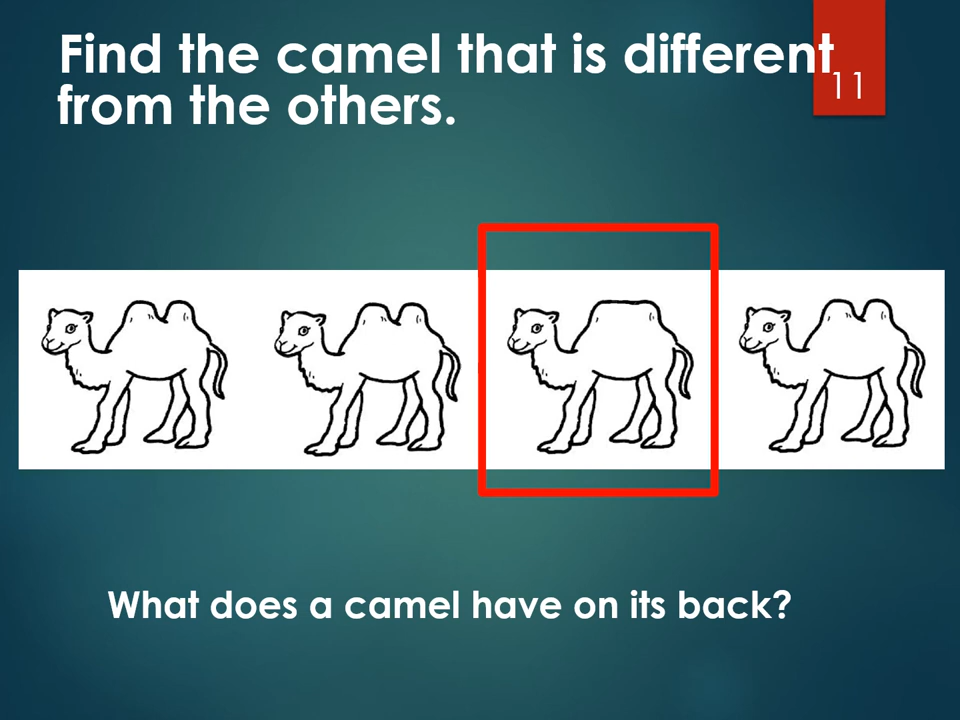 Find the camel that is different
from the others.
11
What does a camel have on its back?